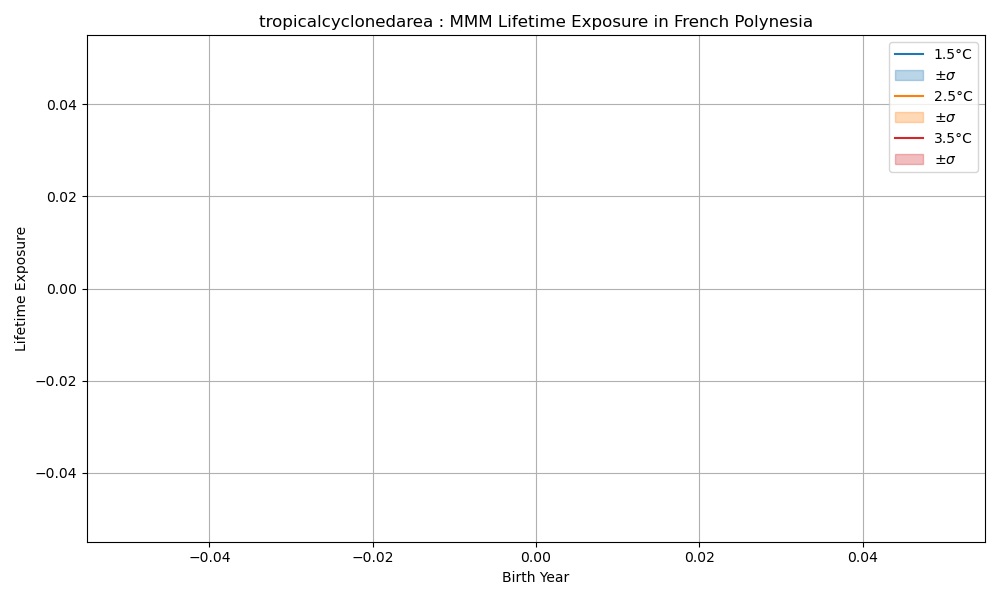 tropicalcyclonedarea : MMM Lifetime Exposure in French Polynesia
1.5°C
±σ
2.5°C
±σ
3.5°C
±σ
Lifetime Exposure
0.04
0.02
0.00
−0.02
−0.04
−0.04 −0.02 0.00 0.02 0.04
Birth Year